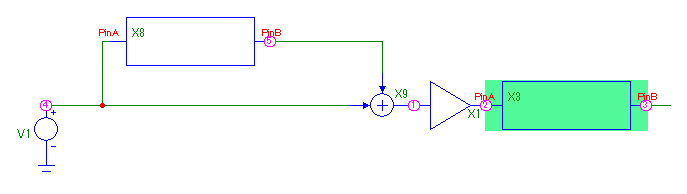 PinA X8 PinB
5
X9
4 1 PinA 2 X3 PinB 3
X1
+
V1
-